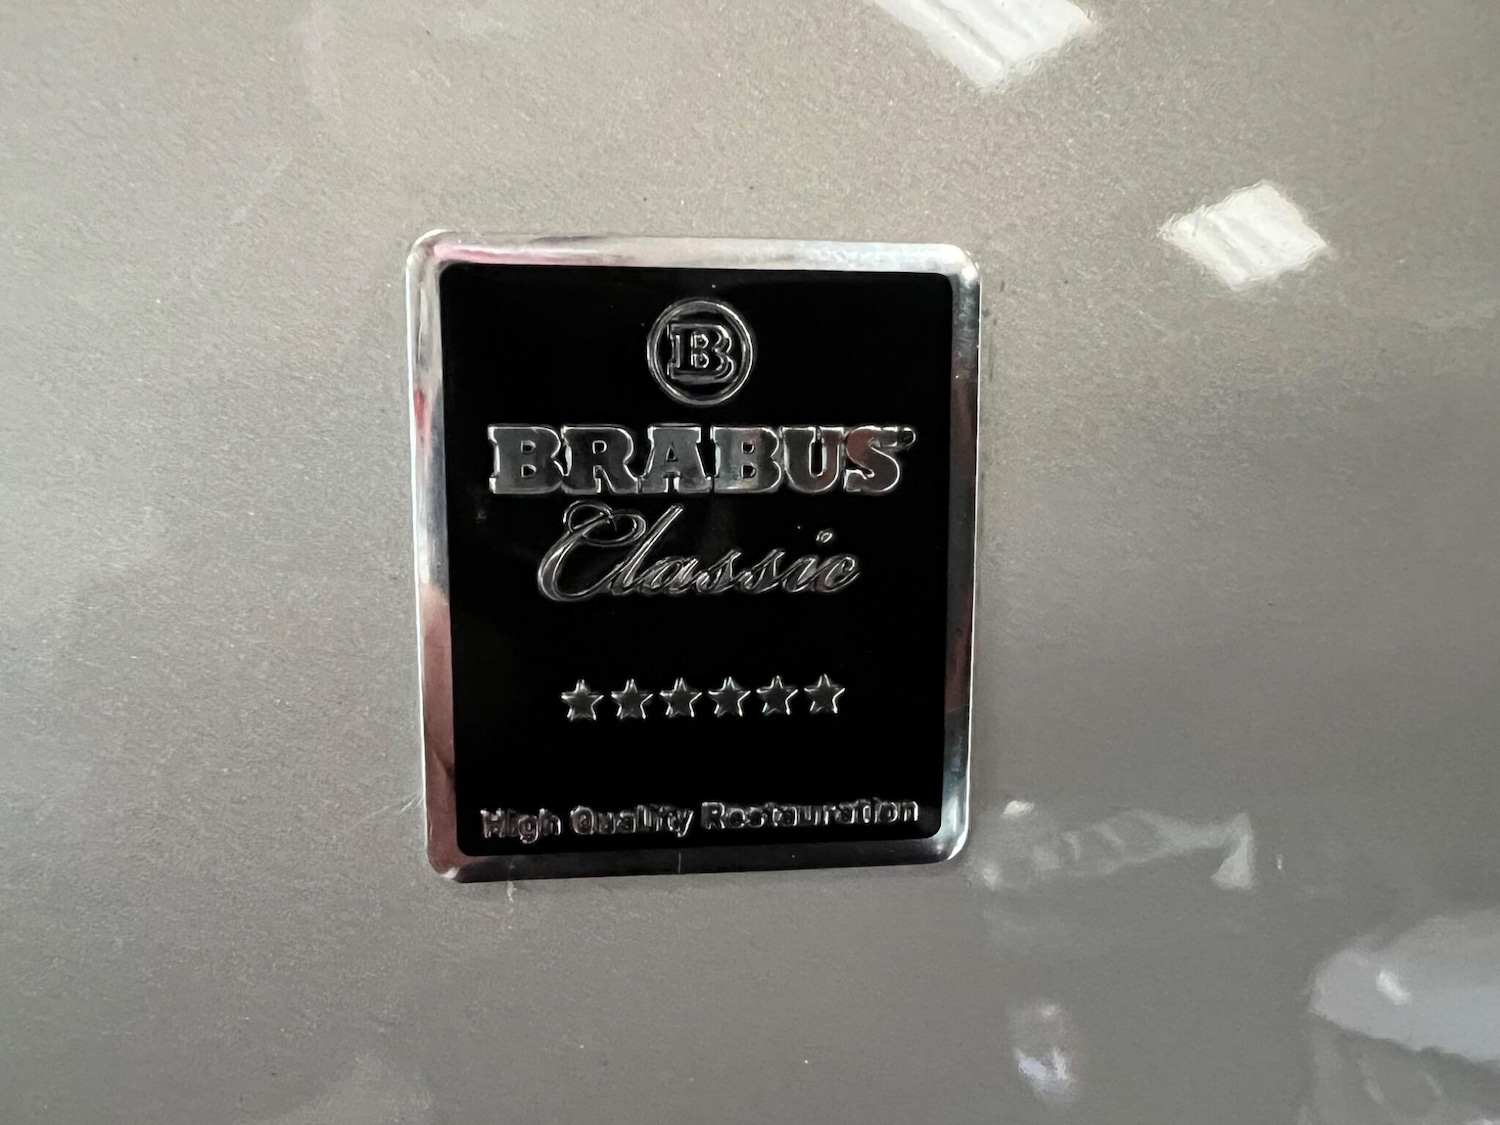 B
BRABUS
Classic
High Quality Restauration